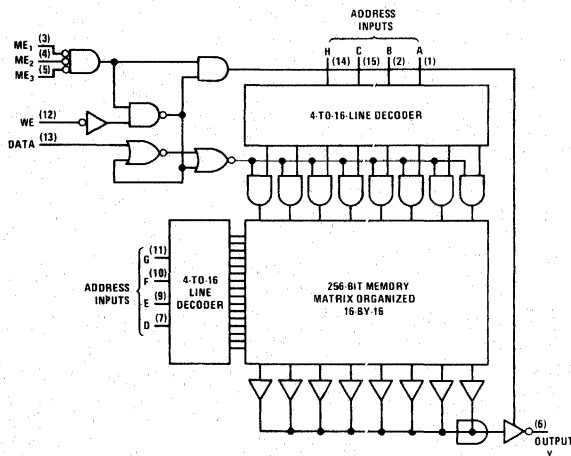 ADDRESS
INPUTS
H C B A
(14) (15) (2) (1)
ME1 (3)
ME2 (4)
ME3 (5)
WE (12)
DATA (13)
4-TO-16-LINE DECODER
ADDRESS
INPUTS
G (11)
F (10)
E (9)
D (7)
4-TO-16
LINE
DECODER
256-BIT MEMORY
MATRIX ORGANIZED
16-BY-16
(6)
OUTPUT
Y